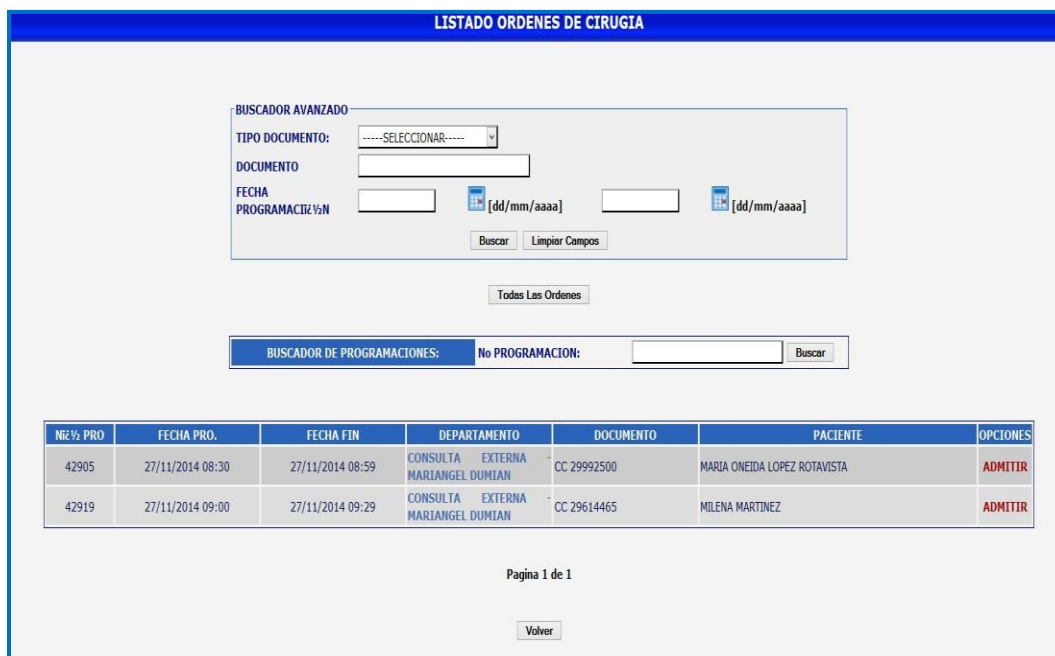 LISTADO ORDENES DE CIRUGIA
BUSCADOR AVANZADO
TIPO DOCUMENTO: -----SELECCIONAR-----
DOCUMENTO
FECHA
PROGRAMACIï¿½N [dd/mm/aaaa] [dd/mm/aaaa]
Buscar Limpiar Campos
Todas Las Ordenes
BUSCADOR DE PROGRAMACIONES: No PROGRAMACION: Buscar
Nï¿½ PRO FECHA PRO. FECHA FIN DEPARTAMENTO DOCUMENTO PACIENTE OPCIONES
42905 27/11/2014 08:30 27/11/2014 08:59 CONSULTA EXTERNA - CC 29992500 MARIA ONEIDA LOPEZ ROTAVISTA ADMITIR
MARIANGEL DUMIAN
42919 27/11/2014 09:00 27/11/2014 09:29 CONSULTA EXTERNA - CC 29614465 MILENA MARTINEZ ADMITIR
MARIANGEL DUMIAN
Pagina 1 de 1
Volver